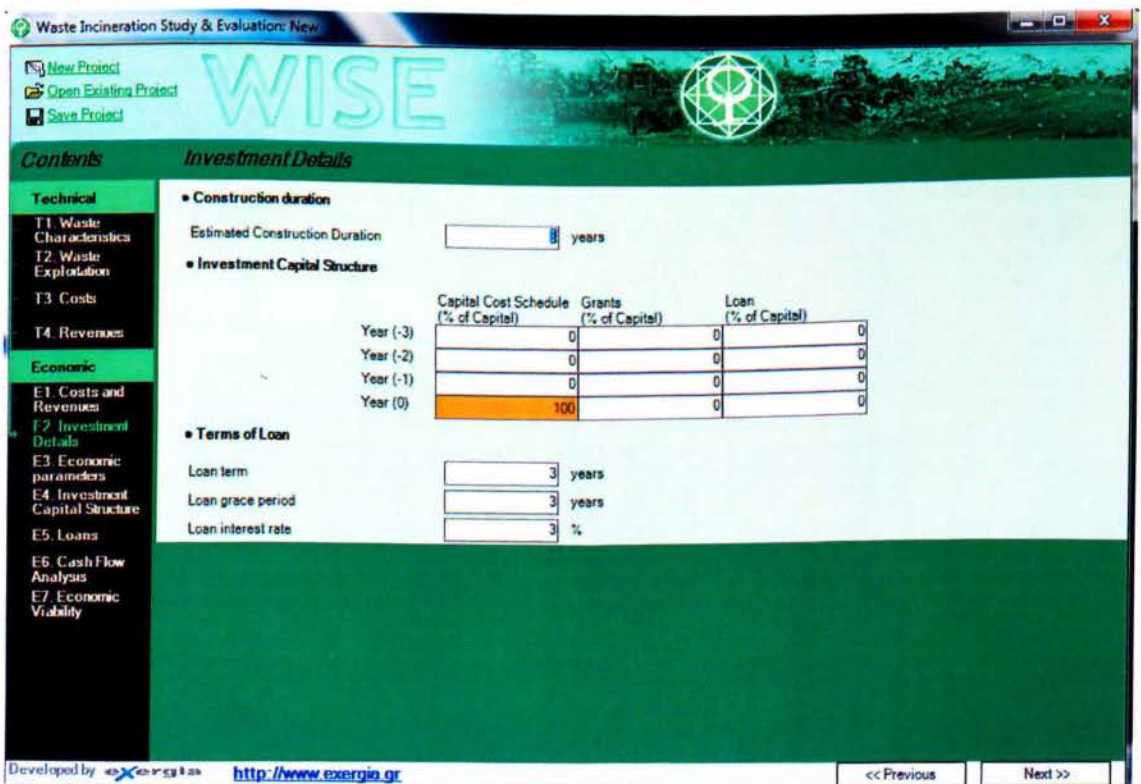 Waste Incineration Study & Evaluation: New
New Project
Open Existing Project
Save Project
WISE
Contents
Investment Details
Technical
T1. Waste
Characteristics
T2. Waste
Exploitation
T3 Costs
T4. Revenues
Economic
E1. Costs and
Revenues
E2. Investment
Details
E3. Economic
parameters
E4. Investment
Capital Structure
E5. Loans
E6. Cash Flow
Analysis
E7. Economic
Viability
• Construction duration
Estimated Construction Duration years
• Investment Capital Structure
Capital Cost Schedule Grants Loan
(% of Capital) (% of Capital) (% of Capital)
Year (-3) 0 0 0
Year (-2) 0 0 0
Year (-1) 0 0 0
Year (0) 100 0 0
• Terms of Loan
Loan term 3 years
Loan grace period 3 years
Loan interest rate 3 %
Developed by exergia http://www.exergia.gr << Previous Next >>